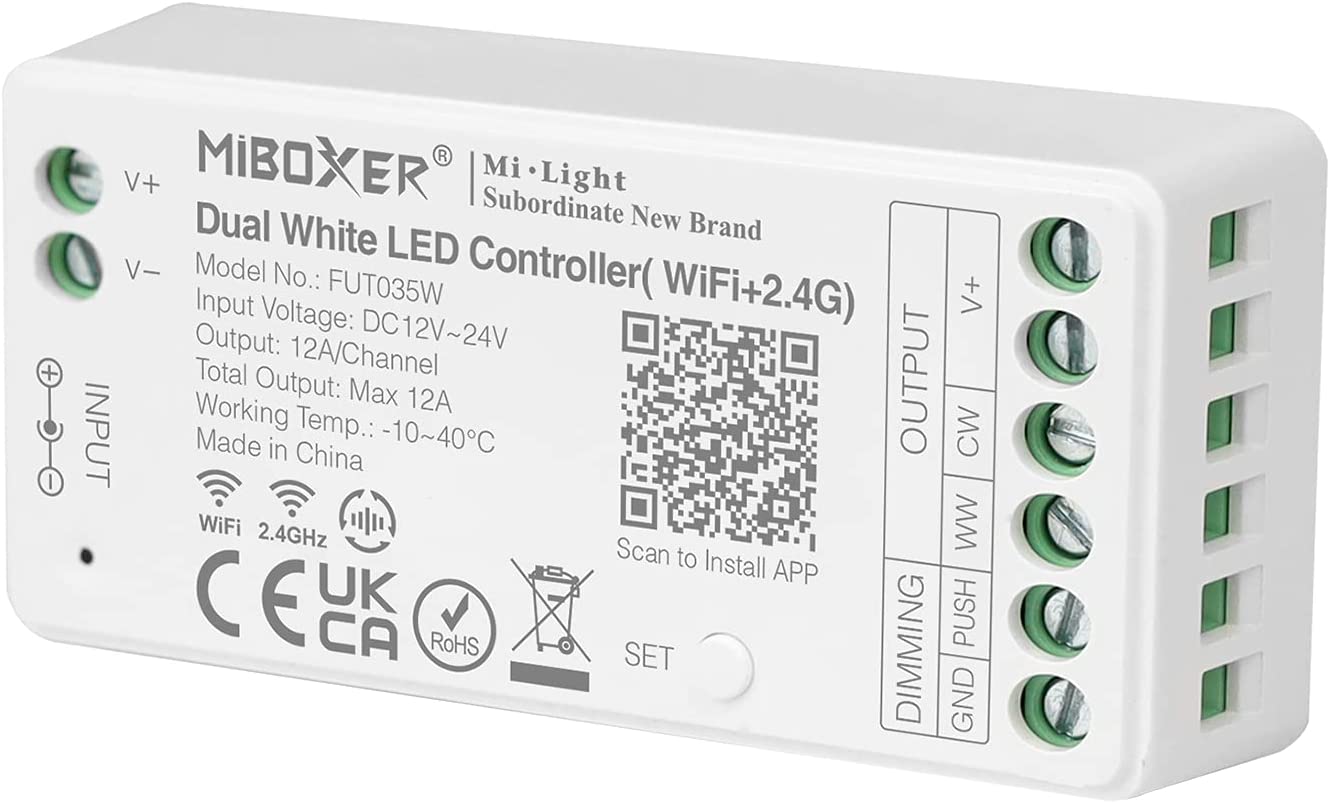 V+
V−
INPUT
MiBOXER®
Mi·Light
Subordinate New Brand
Dual White LED Controller( WiFi+2.4G)
Model No.: FUT035W
Input Voltage: DC12V~24V
Output: 12A/Channel
Total Output: Max 12A
Working Temp.: -10~40°C
Made in China
WiFi 2.4GHz
CE
UK
CA
RoHS
Scan to Install APP
SET
OUTPUT
V+
CW
WW
DIMMING
PUSH
GND